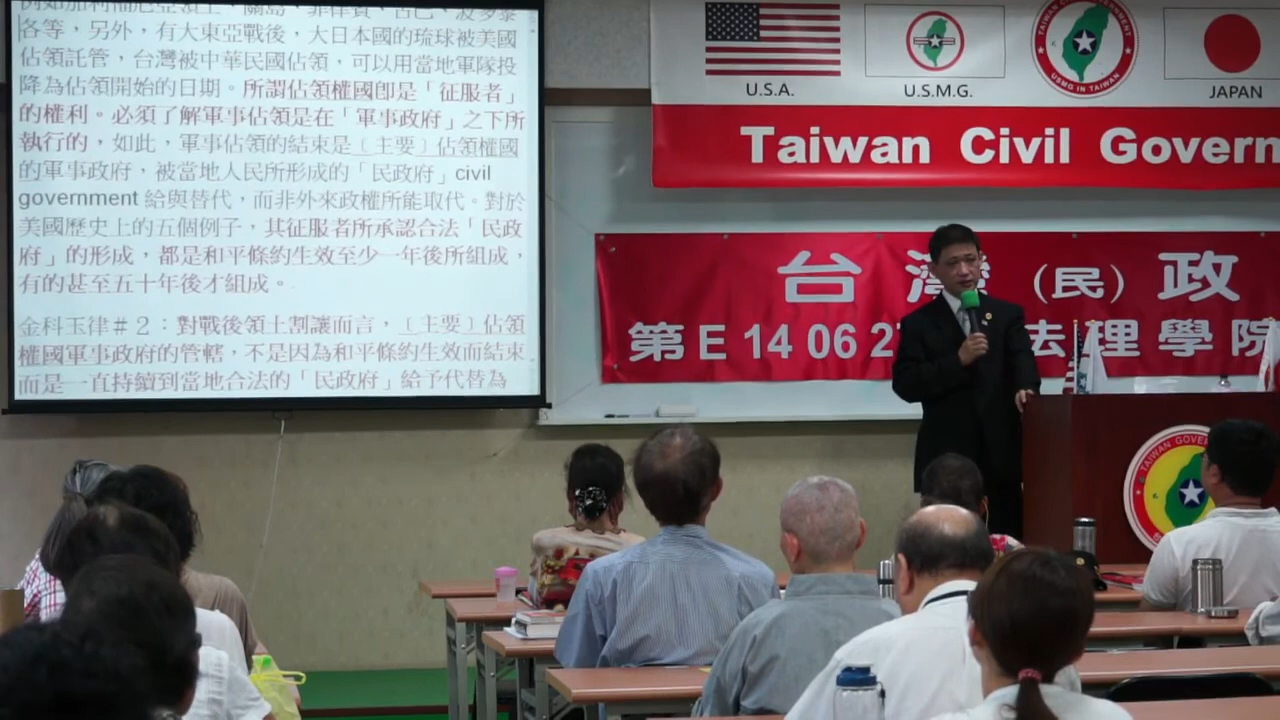 各等，另外，有大東亞戰後，大日本國的琉球被美國
佔領託管，台灣被中華民國佔領，可以用當地軍隊投
降為佔領開始的日期。所謂佔領權國卽是「征服者」
的權利。必須了解軍事佔領是在「軍事政府」之下所
執行的，如此，軍事佔領的結束是〔主要〕佔領權國
的軍事政府，被當地人民所形成的「民政府」civil
government 給與替代，而非外來政權所能取代。對於
美國歷史上的五個例子，其征服者所承認合法「民政
府」的形成，都是和平條約生效至少一年後所組成，
有的甚至五十年後才組成。
金科玉律＃2：對戰後領土割讓而言，〔主要〕佔領
權國軍事政府的管轄，不是因為和平條約生效而結束
而是一直持續到當地合法的「民政府」給予代替為
U.S.A.
U.S.M.G.
TAIWAN GOVERNMENT
USMG IN TAIWAN
JAPAN
Taiwan Civil Govern
台灣（民）政
第E 14 06 2 法理學院
TAIWAN GOVER